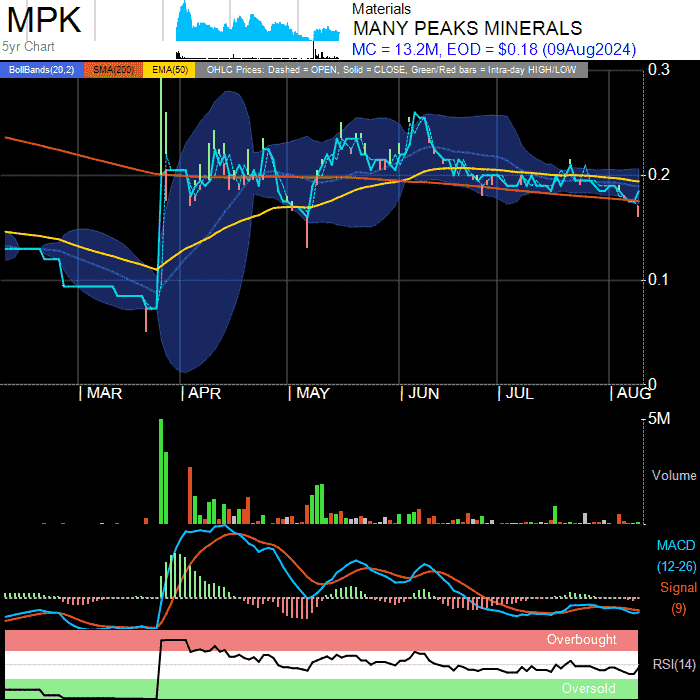 MPK
5yr Chart
Materials
MANY PEAKS MINERALS
MC = 13.2M, EOD = $0.18 (09Aug2024)
BollBands(20,2) SMA(200) EMA(50) OHLC Prices: Dashed = OPEN, Solid = CLOSE, Green/Red bars = Intra-day HIGH/LOW
0.3
0.2
0.1
0
| MAR | APR | MAY | JUN | JUL | AUG
5M
Volume
MACD
(12-26)
Signal
(9)
Overbought
RSI(14)
Oversold